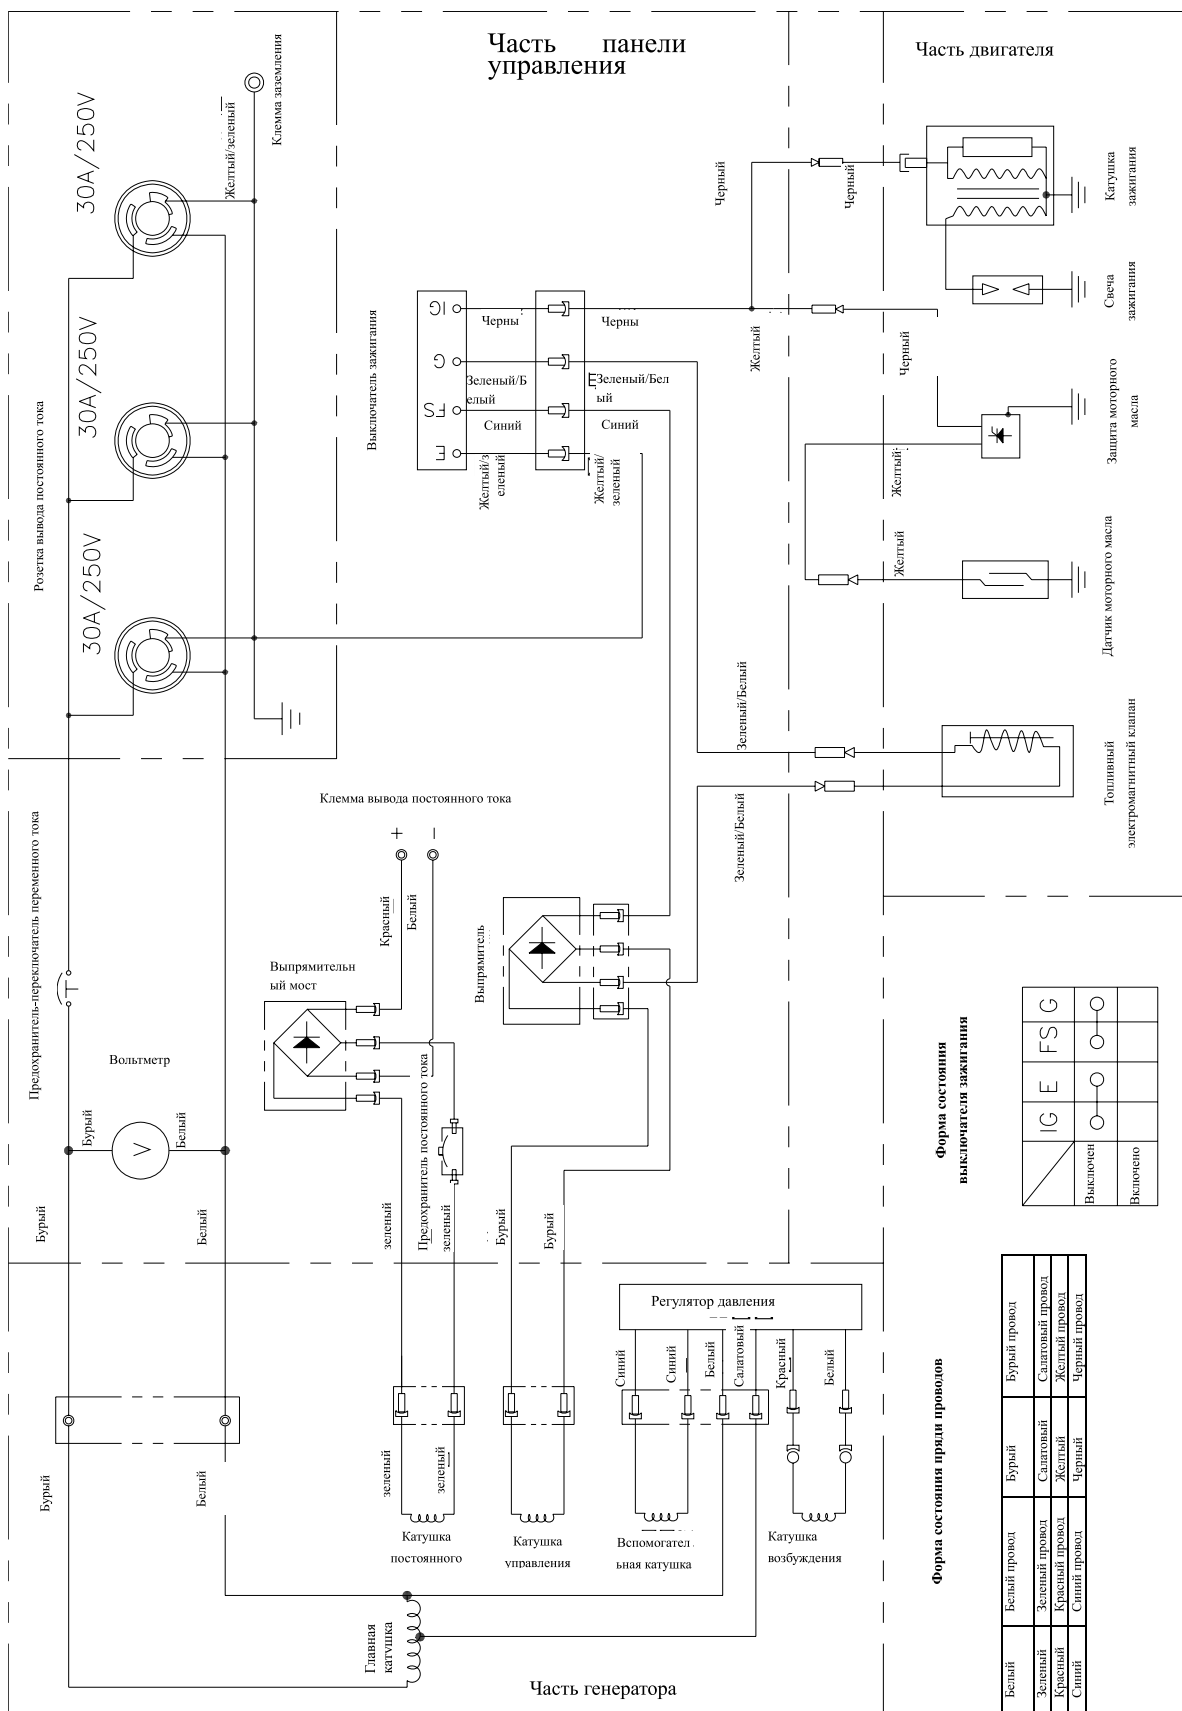 Часть панели
управления
Часть двигателя
Розетка вывода постоянного тока
30A/250V
30A/250V
30A/250V
Желтый/зеленый
Клемма заземления
Выключатель зажигания
IG
G
FS
E
Черны
Зеленый/Б
елый
Синий
Желтый/з
еленый
Черны
Зеленый/Бел
ый
Синий
Желтый/
зеленый
Черный
Черный
Желтый
Черный
Желтый
Желтый
Катушка
зажигания
Свеча
зажигания
Защита моторного
масла
Датчик моторного масла
Топливный
электромагнитный клапан
Зеленый/Белый
Зеленый/Белый
Предохранитель-переключатель переменного тока
Клемма вывода постоянного тока
+
−
Красный
Белый
Выпрямительн
ый мост
Выпрямитель
Вольтметр
V
Бурый
Белый
Предохранитель постоянного тока
Бурый
Белый
зеленый
зеленый
Бурый
Бурый
Регулятор давления
Синий
Синий
Белый
Салатовый
Красный
Белый
Бурый
Белый
зеленый
зеленый
Катушка
постоянного
Катушка
управления
Вспомогател
ьная катушка
Катушка
возбуждения
Главная
катушка
Часть генератора
Форма состояния
выключателя зажигания
IG E FS G
Выключен
Включено
Форма состояния пряди проводов
Белый Белый провод Бурый Бурый провод
Зеленый Зеленый провод Салатовый Салатовый провод
Красный Красный провод Желтый Желтый провод
Синий Синий провод Черный Черный провод